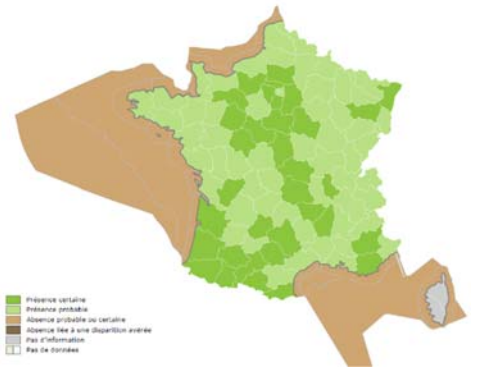 Présence certaine
Présence probable
Absence probable ou certaine
Absence liée à une disparition avérée
Pas d'information
Pas de données